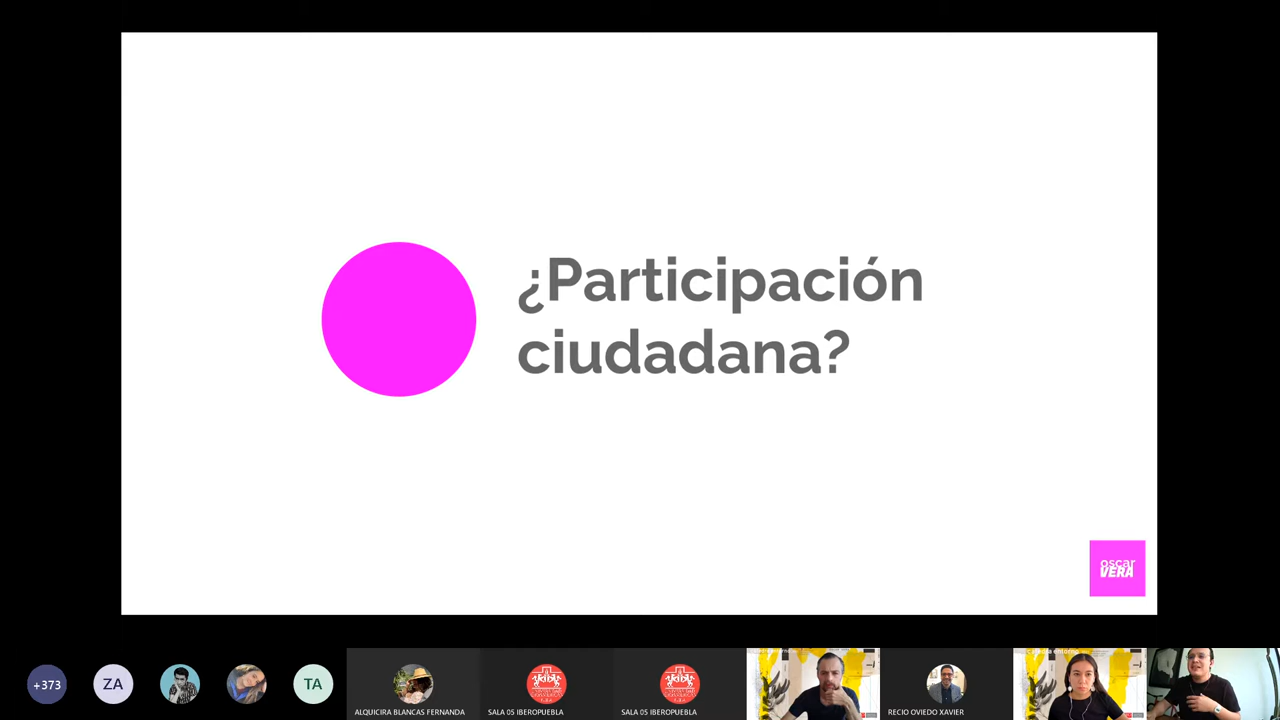 ¿Participación
ciudadana?
oscar
VERA
+373
ZA
TA
ALQUICIRA BLANCAS FERNANDA
SALA 05 IBEROPUEBLA
SALA 05 IBEROPUEBLA
RECIO OVIEDO XAVIER